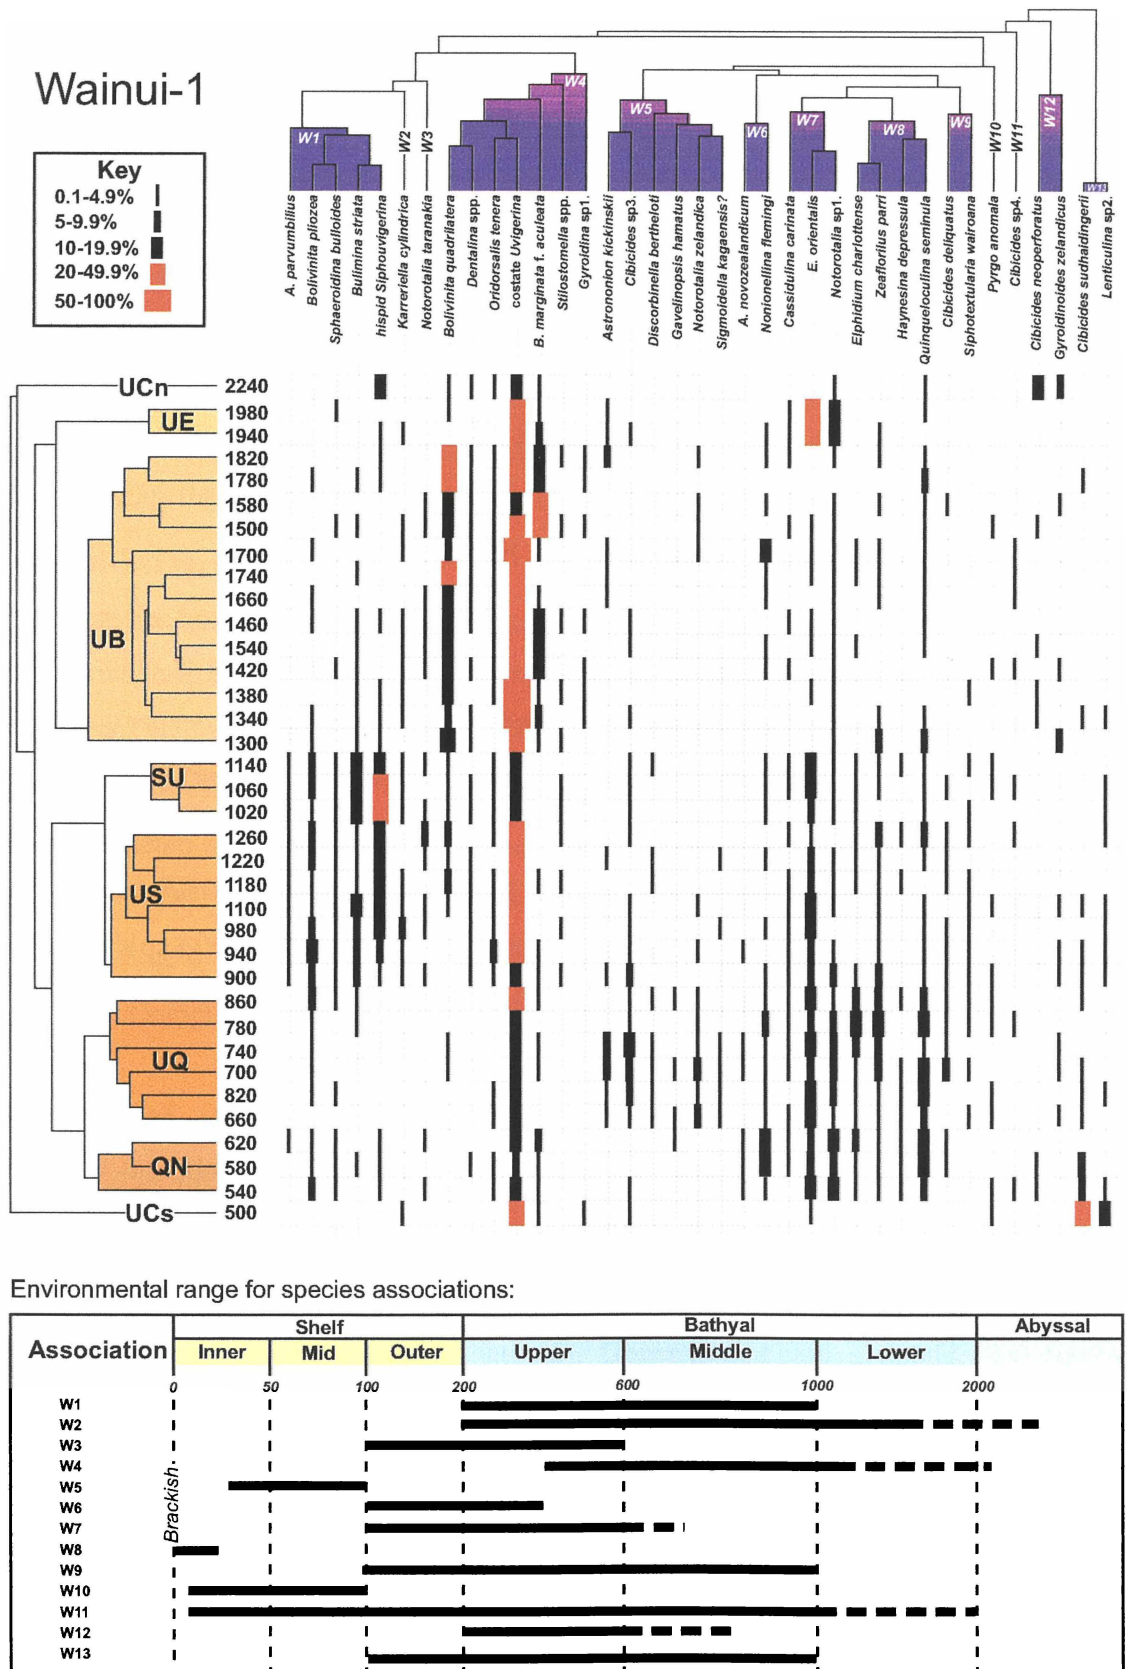 Wainui-1
Key
0.1-4.9%
5-9.9%
10-19.9%
20-49.9%
50-100%
W1
W2
W3
W4
W5
W6
W7
W8
W9
W10
W11
W12
W13
A. parvumbilius
Bolivinita pliozea
Sphaeroidina bulloides
Bulimina striata
hispid Siphouvigerina
Karreriella cylindrica
Notorotalia taranakia
Bolivinita quadrilatera
Dentalina spp.
Oridorsalis tenera
costate Uvigerina
B. marginata f. aculeata
Stilostomella spp.
Gyroidina sp1.
Astrononion kickinskii
Cibicides sp3.
Discorbinella bertheloti
Gavelinopsis hamatus
Notorotalia zelandica
Sigmoidella kagaensis?
A. novozealandicum
Nonionellina flemingi
Cassidulina carinata
E. orientalis
Notorotalia sp1.
Elphidium charlottense
Zeaflorilus parri
Haynesina depressula
Quinqueloculina seminula
Cibicides deliquatus
Siphotextularia wairoana
Pyrgo anomala
Cibicides sp4.
Cibicides neoperforatus
Gyroidinoides zelandicus
Cibicides sudhaidingerii
Lenticulina sp2.
UCn 2240
1980
UE
1940
1820
1780
1580
1500
1700
1740
1660
1460
UB
1540
1420
1380
1340
1300
1140
SU
1060
1020
1260
1220
1180
US
1100
980
940
900
860
780
740
UQ
700
820
660
620
QN 580
540
UCs 500
Environmental range for species associations:
Association
Shelf Bathyal Abyssal
Inner Mid Outer Upper Middle Lower
0 50 100 200 600 1000 2000
Brackish
W1
W2
W3
W4
W5
W6
W7
W8
W9
W10
W11
W12
W13